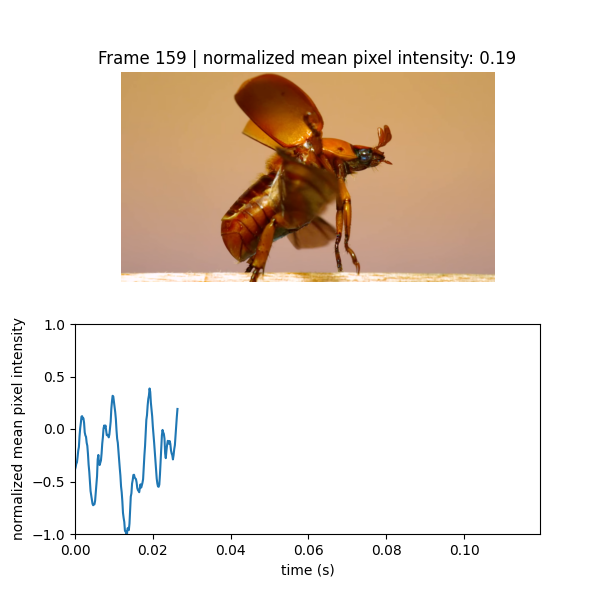 Frame 159 | normalized mean pixel intensity: 0.19
1.0
0.5
0.0
−0.5
−1.0
normalized mean pixel intensity
0.00 0.02 0.04 0.06 0.08 0.10
time (s)